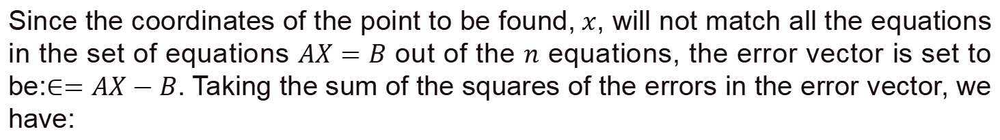 Since the coordinates of the point to be found, x, will not match all the equations
in the set of equations AX = B out of the n equations, the error vector is set to
be:∈= AX − B. Taking the sum of the squares of the errors in the error vector, we
have: